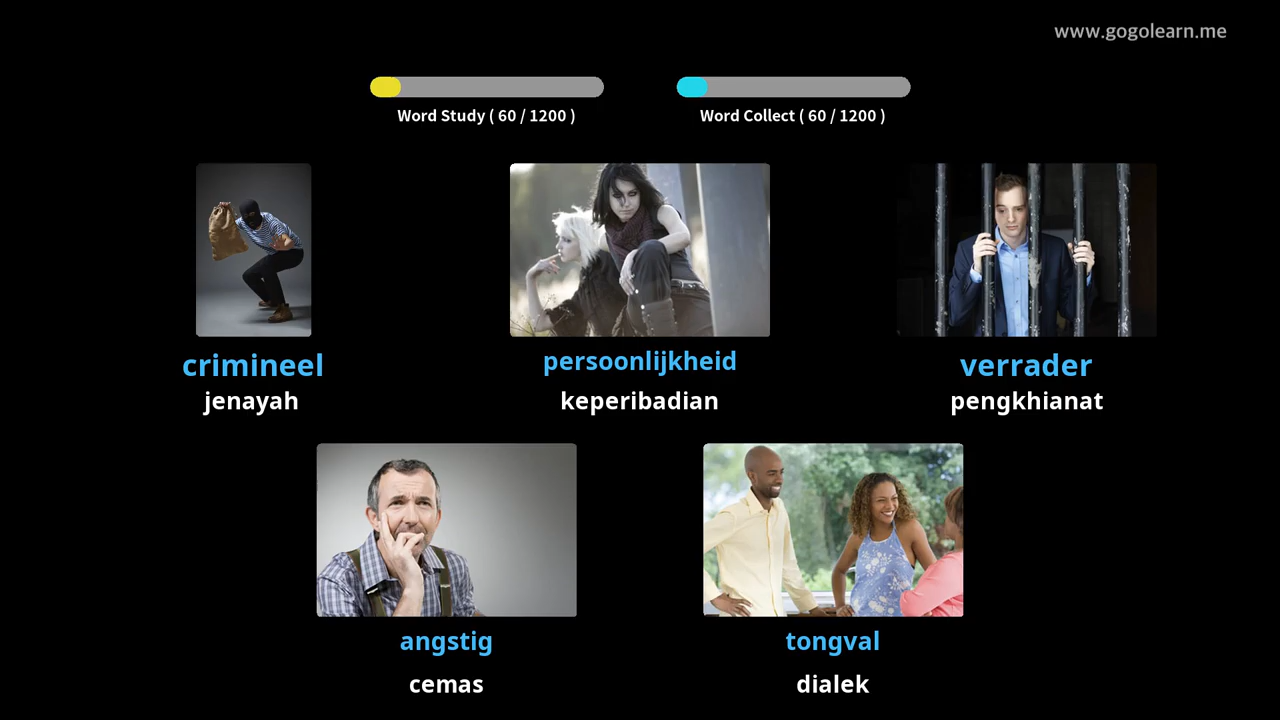 www.gogolearn.me
Word Study ( 60 / 1200 )
Word Collect ( 60 / 1200 )
crimineel
jenayah
persoonlijkheid
keperibadian
verrader
pengkhianat
angstig
cemas
tongval
dialek